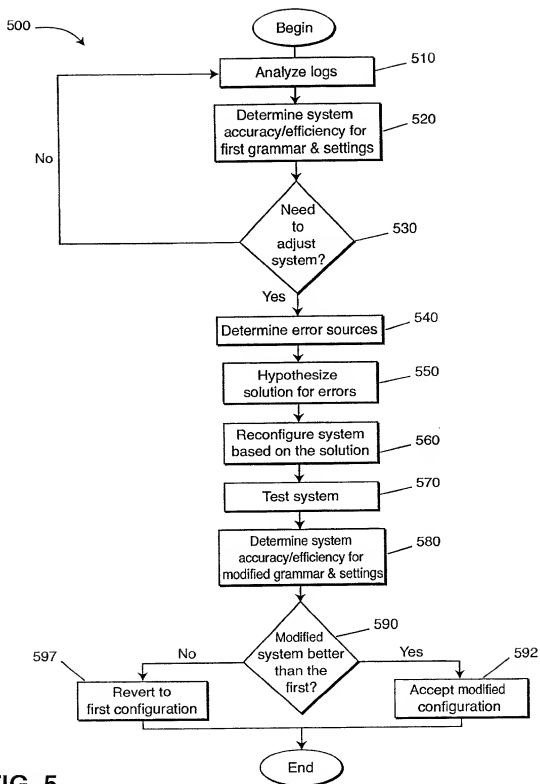 500
Begin
Analyze logs
510
Determine system
accuracy/efficiency for
first grammar & settings
520
No
Need
to
adjust
system?
530
Yes
Determine error sources
540
Hypothesize
solution for errors
550
Reconfigure system
based on the solution
560
Test system
570
Determine system
accuracy/efficiency for
modified grammar & settings
580
Modified
system better
than the
first?
590
No
Yes
597
Revert to
first configuration
592
Accept modified
configuration
End
FIG. 5